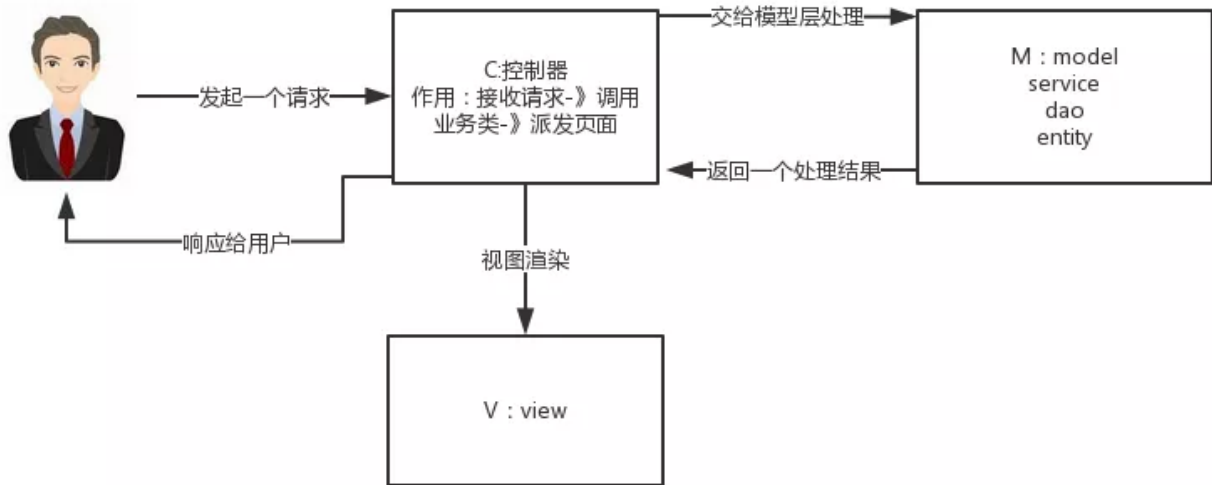 交给模型层处理
C:控制器
作用：接收请求-》调用
业务类-》派发页面
M：model
service
dao
entity
发起一个请求
返回一个处理结果
响应给用户
视图渲染
V：view